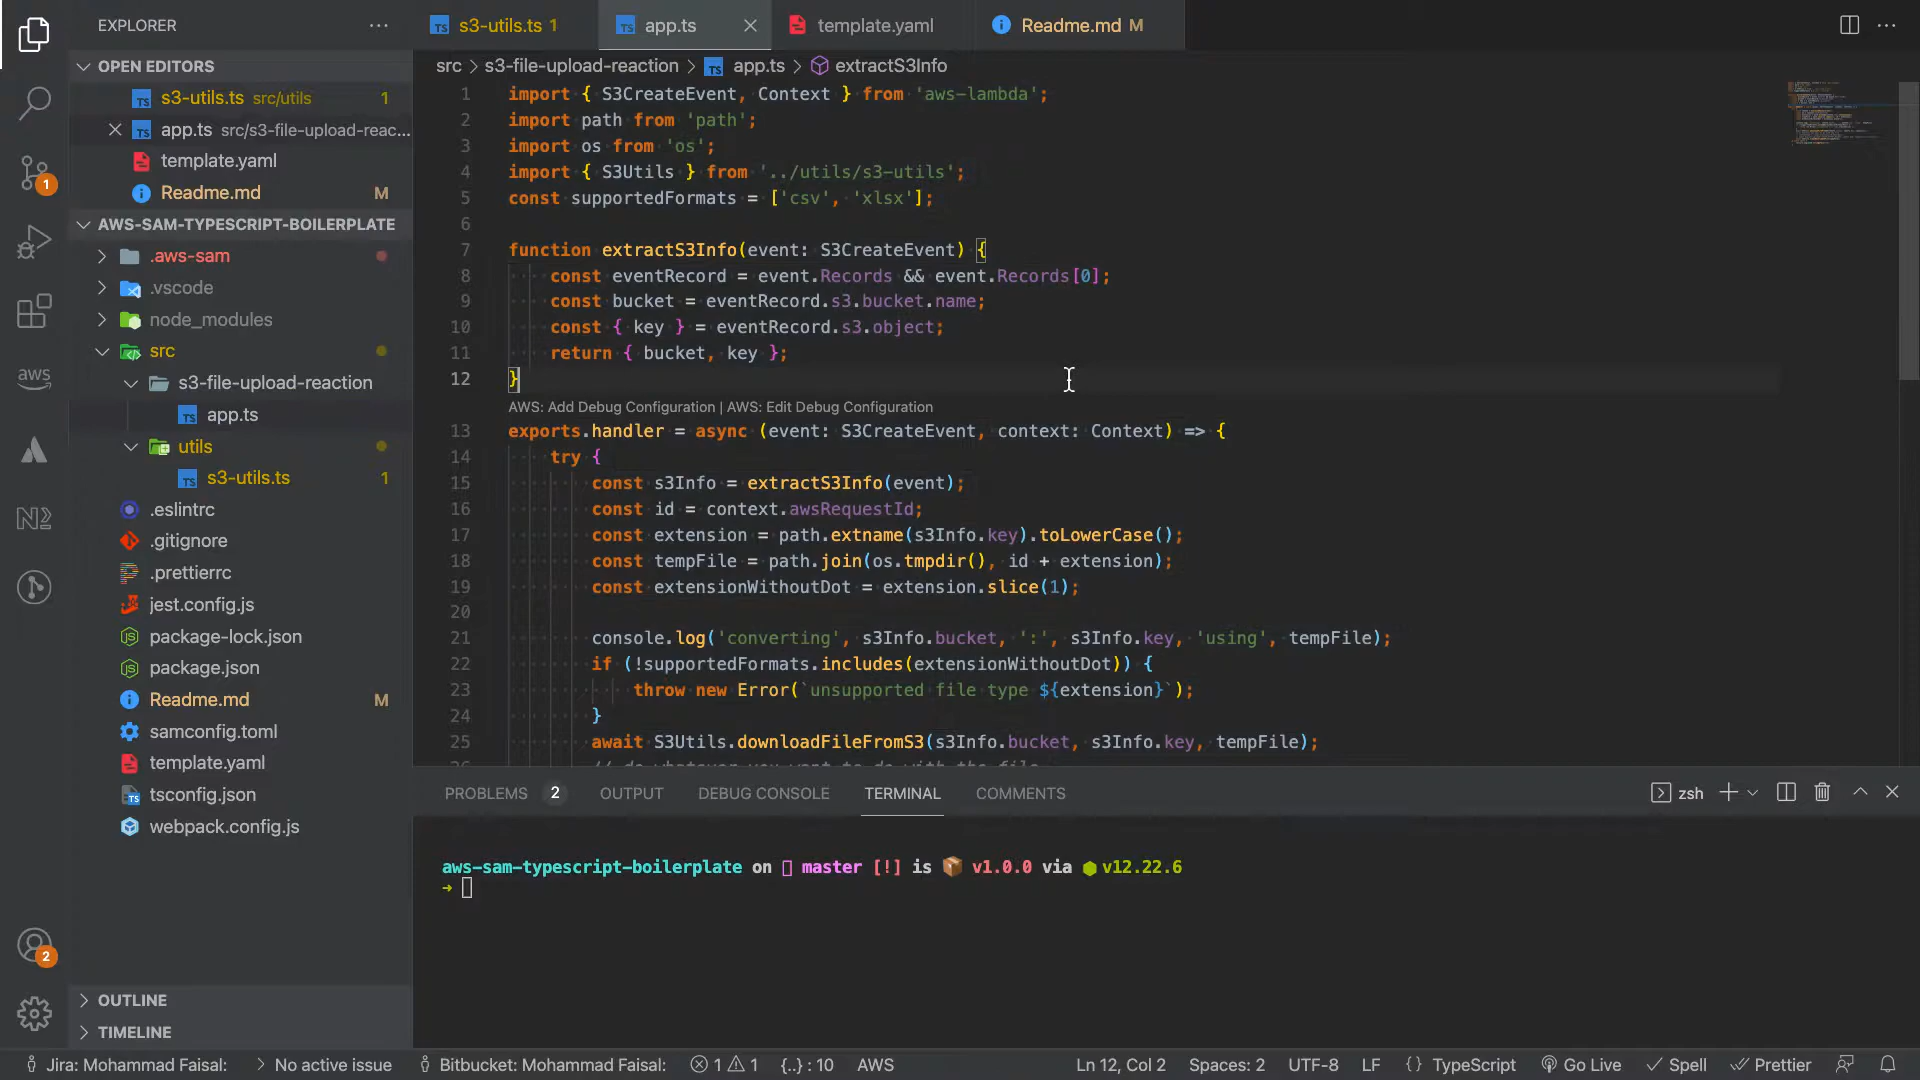 EXPLORER
OPEN EDITORS
s3-utils.ts src/utils 1
app.ts src/s3-file-upload-reac...
template.yaml
Readme.md M
AWS-SAM-TYPESCRIPT-BOILERPLATE
.aws-sam
.vscode
node_modules
src
s3-file-upload-reaction
app.ts
utils
s3-utils.ts 1
.eslintrc
.gitignore
.prettierrc
jest.config.js
package-lock.json
package.json
Readme.md M
samconfig.toml
template.yaml
tsconfig.json
webpack.config.js
OUTLINE
TIMELINE
1
aws
2
s3-utils.ts 1
app.ts
template.yaml
Readme.md M
src > s3-file-upload-reaction > TS app.ts > extractS3Info
1 import { S3CreateEvent, Context } from 'aws-lambda';
2 import path from 'path';
3 import os from 'os';
4 import { S3Utils } from '../utils/s3-utils';
5 const supportedFormats = ['csv', 'xlsx'];
6
7 function extractS3Info(event: S3CreateEvent) {
8 const eventRecord = event.Records && event.Records[0];
9 const bucket = eventRecord.s3.bucket.name;
10 const { key } = eventRecord.s3.object;
11 return { bucket, key };
12 }
AWS: Add Debug Configuration | AWS: Edit Debug Configuration
13 exports.handler = async (event: S3CreateEvent, context: Context) => {
14 try {
15 const s3Info = extractS3Info(event);
16 const id = context.awsRequestId;
17 const extension = path.extname(s3Info.key).toLowerCase();
18 const tempFile = path.join(os.tmpdir(), id + extension);
19 const extensionWithoutDot = extension.slice(1);
20
21 console.log('converting', s3Info.bucket, ':', s3Info.key, 'using', tempFile);
22 if (!supportedFormats.includes(extensionWithoutDot)) {
23 throw new Error(`unsupported file type ${extension}`);
24 }
25 await S3Utils.downloadFileFromS3(s3Info.bucket, s3Info.key, tempFile);
PROBLEMS 2 OUTPUT DEBUG CONSOLE TERMINAL COMMENTS
zsh
aws-sam-typescript-boilerplate on master [!] is 📦 v1.0.0 via v12.22.6
→
Jira: Mohammad Faisal: > No active issue Bitbucket: Mohammad Faisal: 1 1 {..} : 10 AWS Ln 12, Col 2 Spaces: 2 UTF-8 LF {} TypeScript Go Live Spell Prettier